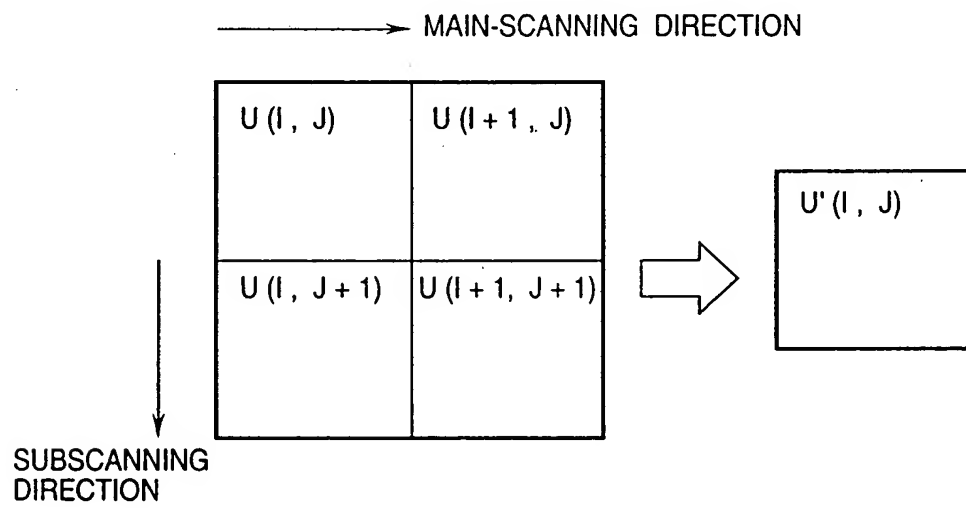 MAIN-SCANNING DIRECTION
U (I , J)
U (I + 1 , J)
U' (I , J)
U (I , J + 1)
U (I + 1, J + 1)
SUBSCANNING
DIRECTION